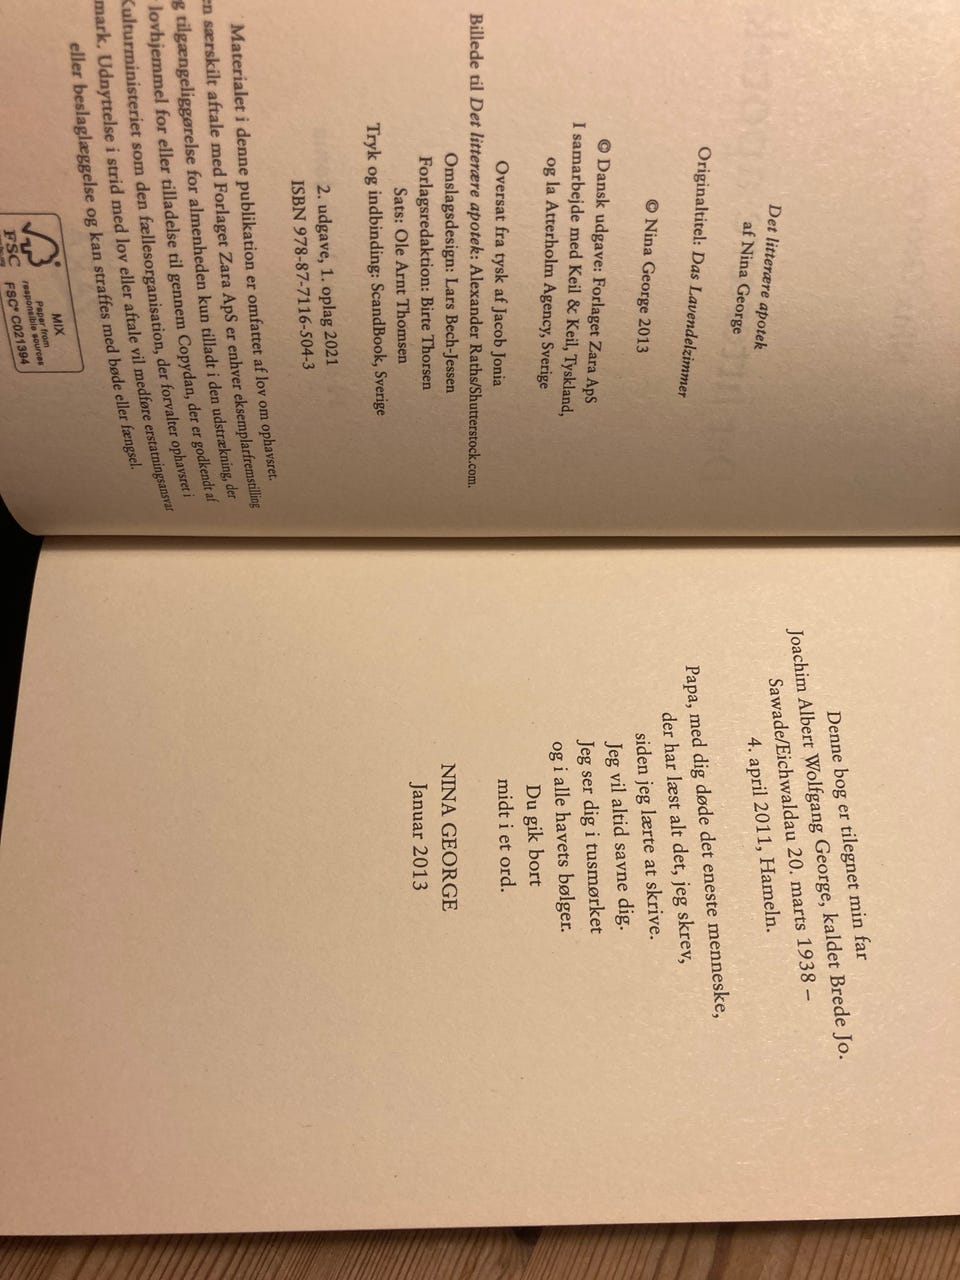 Det litterære apotek
af Nina George
Originaltitel: Das Lavendelzimmer
© Nina George 2013
© Dansk udgave: Forlaget Zara ApS
I samarbejde med Keil & Keil, Tyskland,
og la Atterholm Agency, Sverige
Oversat fra tysk af Jacob Jonia
Billede til Det litterære apotek: Alexander Raths/Shutterstock.com.
Omslagsdesign: Lars Bech-Jessen
Forlagsredaktion: Birte Thorsen
Sats: Ole Arnt Thomsen
Tryk og indbinding: ScandBook, Sverige
2. udgave, 1. oplag 2021
ISBN 978-87-7116-504-3
Materialet i denne publikation er omfattet af lov om ophavsret.
en særskilt aftale med Forlaget Zara ApS er enhver eksemplarfremstilling
g tilgængeliggørelse for almenheden kun tilladt i den udstrækning, der
lovhjemmel for eller tilladelse til gennem Copydan, der er godkendt af
Kulturministeriet som den fællesorganisation, der forvalter ophavsret i
mark. Udnyttelse i strid med lov eller aftale vil medføre erstatningsansvar
eller beslaglæggelse og kan straffes med bøde eller fængsel.
FSC
MIX
Paper from
responsible sources
FSC® C021394
Denne bog er tilegnet min far
Joachim Albert Wolfgang George, kaldet Brede Jo.
Sawade/Eichwaldau 20. marts 1938 –
4. april 2011, Hameln.
Papa, med dig døde det eneste menneske,
der har læst alt det, jeg skrev,
siden jeg lærte at skrive.
Jeg vil altid savne dig.
Jeg ser dig i tusmørket
og i alle havets bølger.
Du gik bort
midt i et ord.
NINA GEORGE
Januar 2013